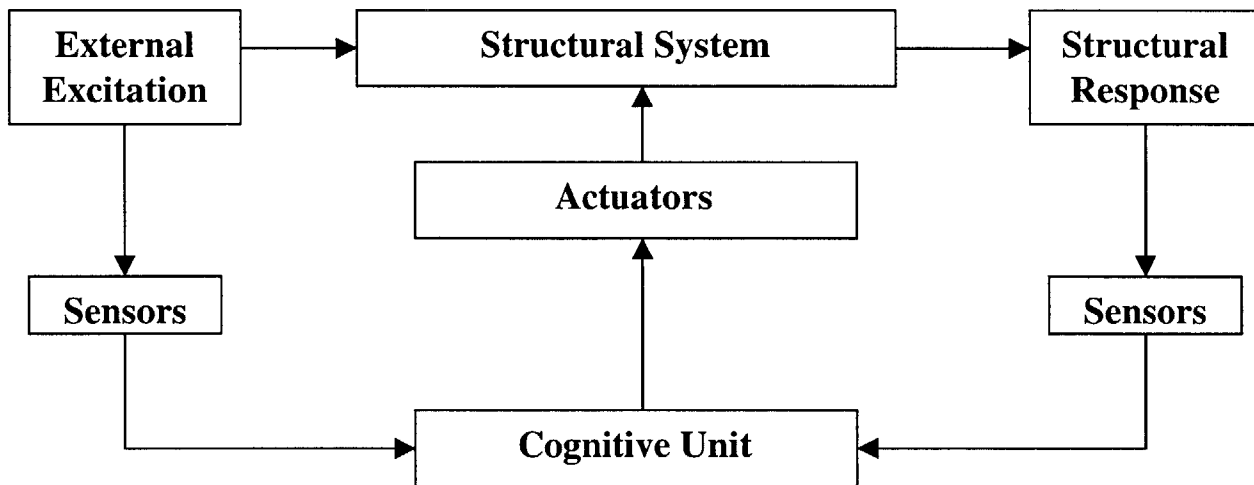 External
Excitation
Structural System
Structural
Response
Actuators
Sensors
Sensors
Cognitive Unit